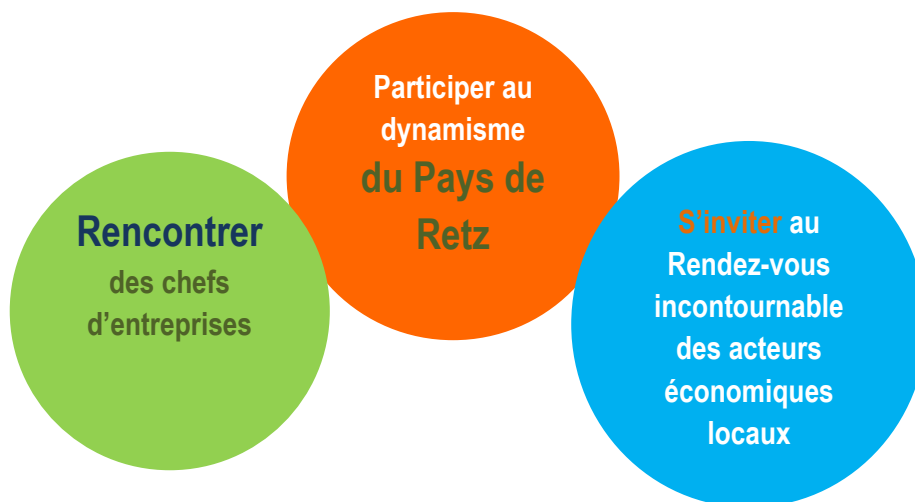 Rencontrer
des chefs
d'entreprises
Participer au
dynamisme
du Pays de
Retz
S'inviter au
Rendez-vous
incontournable
des acteurs
économiques
locaux